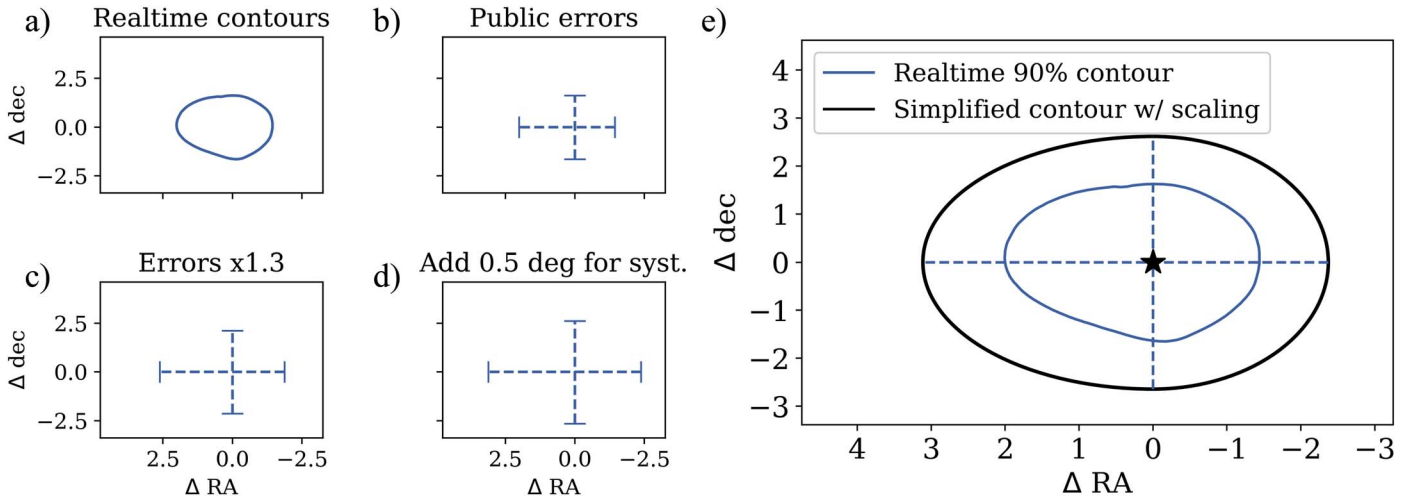 a) Realtime contours
2.5
0.0
−2.5
Δ dec
b) Public errors
c) Errors x1.3
2.5
0.0
−2.5
Δ dec
2.5 0.0 −2.5
Δ RA
d) Add 0.5 deg for syst.
2.5 0.0 −2.5
Δ RA
e)
Realtime 90% contour
Simplified contour w/ scaling
4
3
2
1
0
−1
−2
−3
Δ dec
4 3 2 1 0 −1 −2 −3
Δ RA